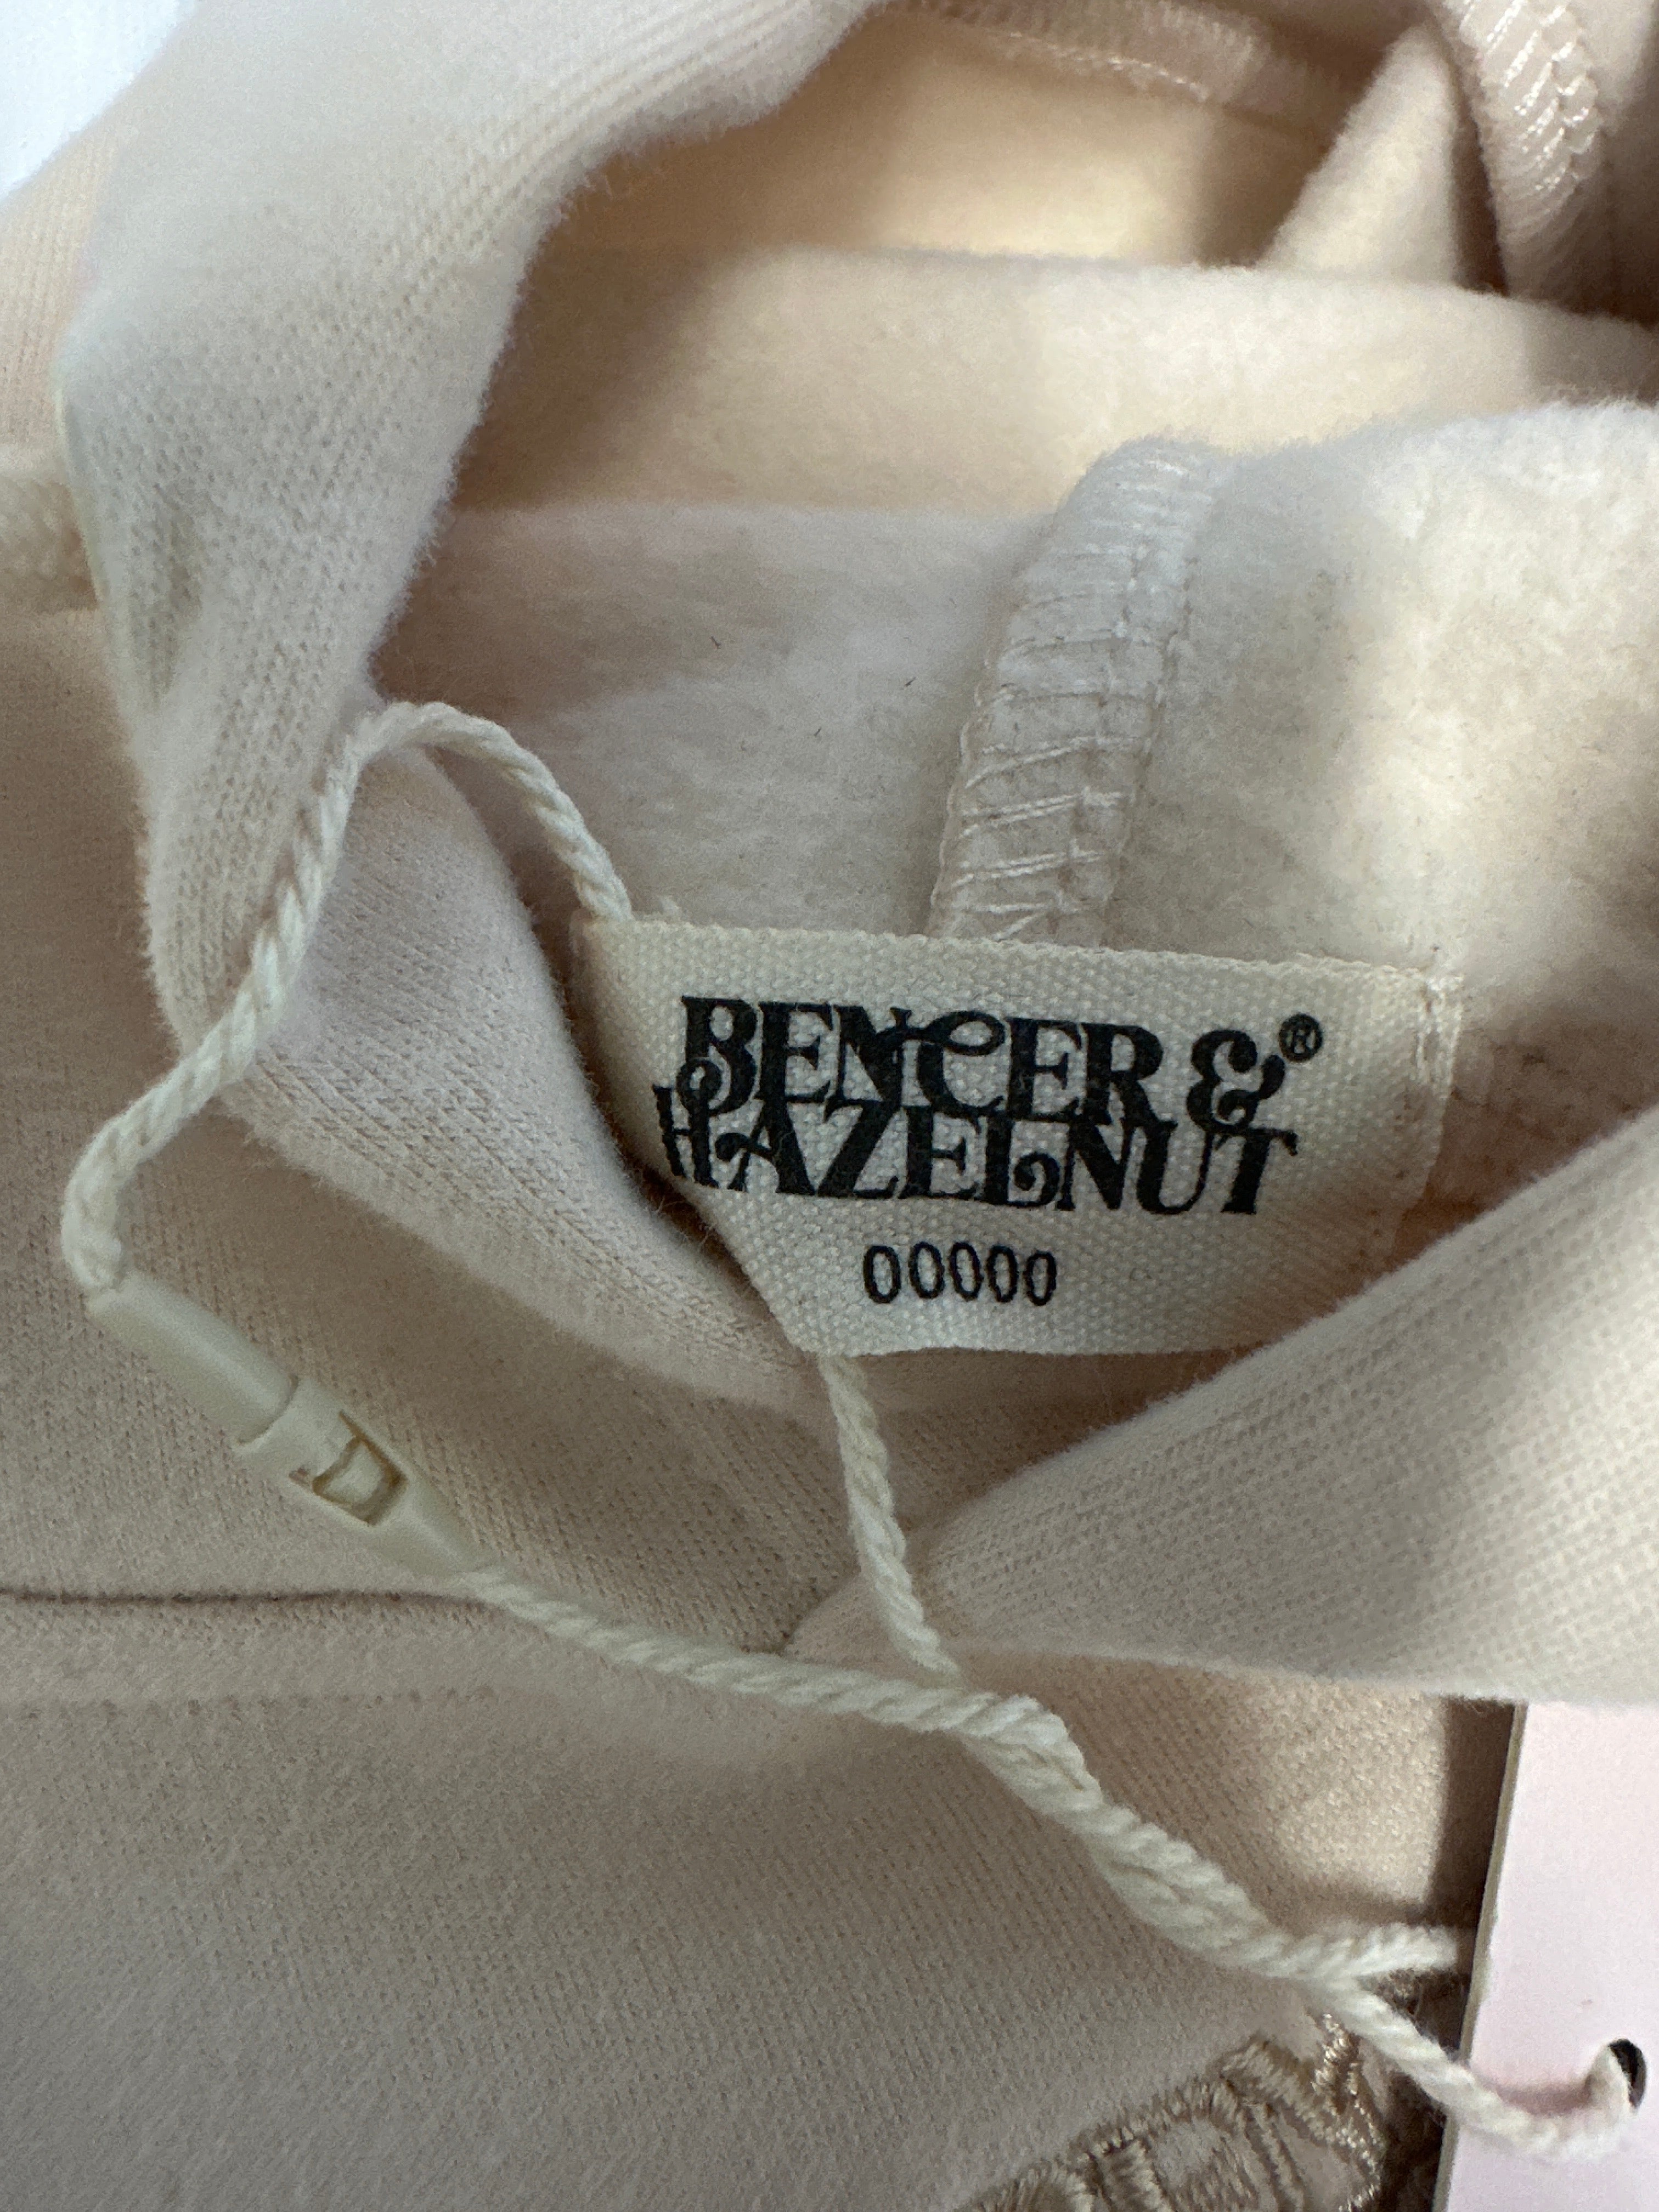 BENCER & ®
HAZELNUT
00000